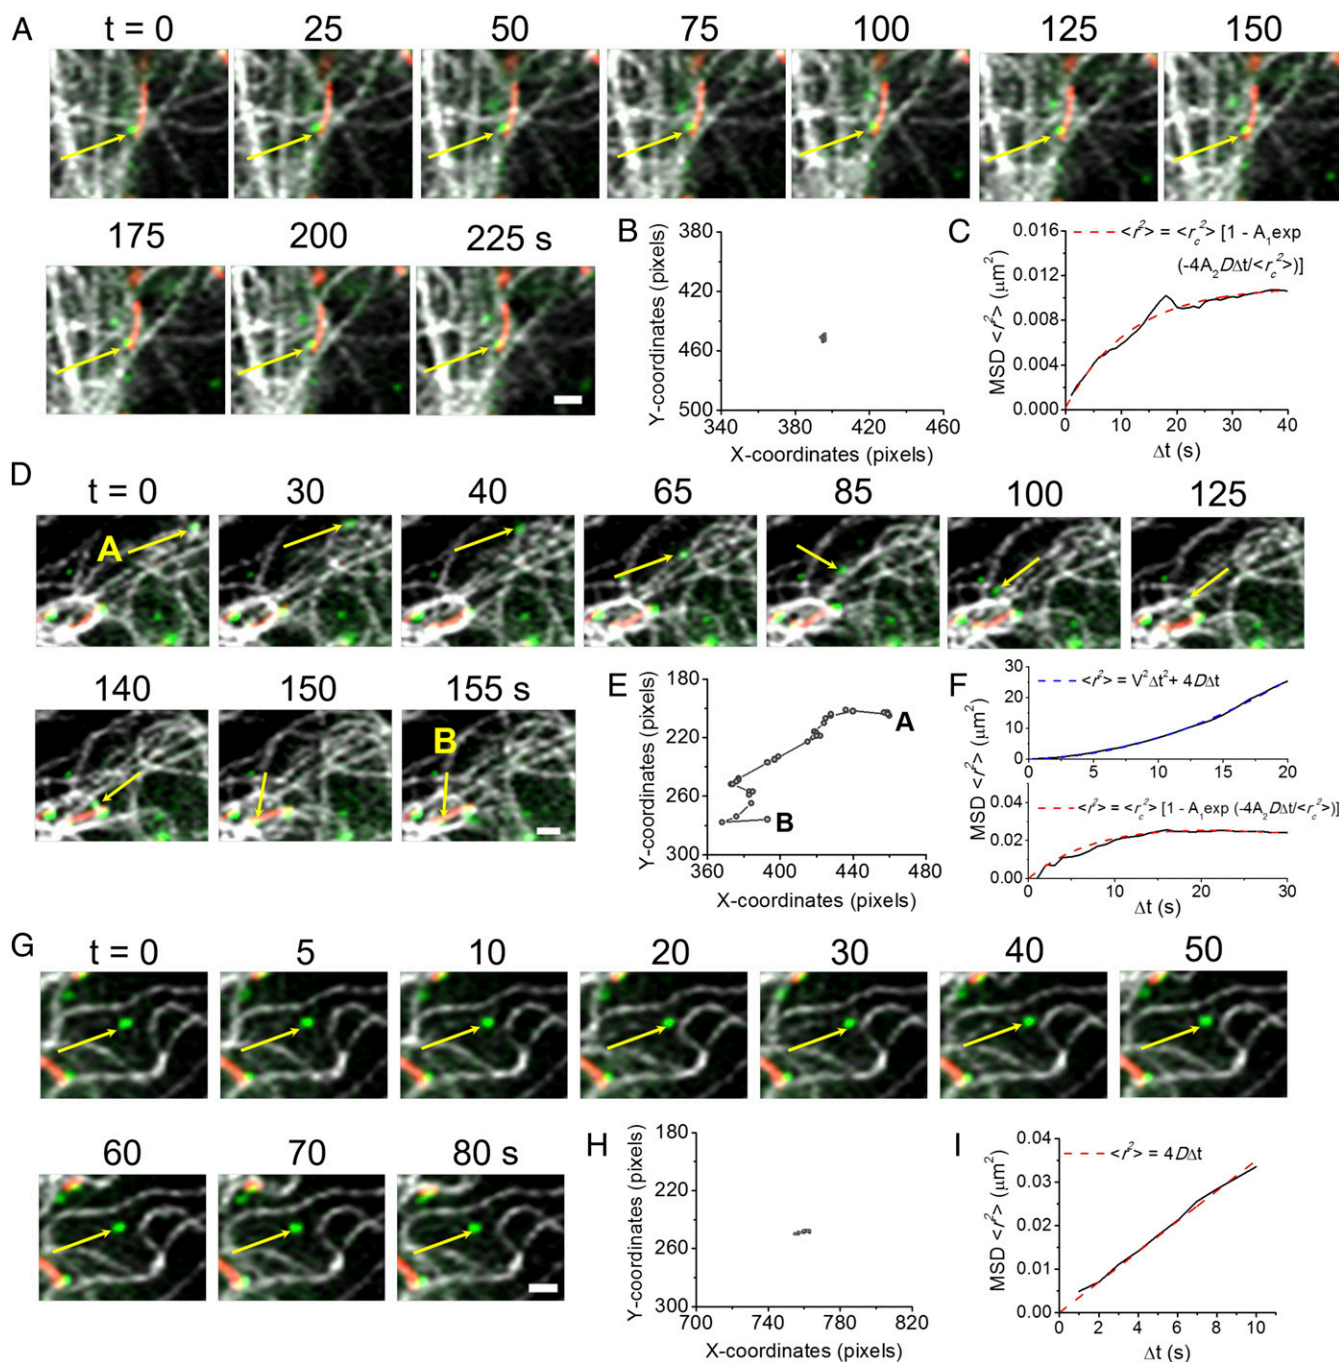 A
t = 0 25 50 75 100 125 150
175 200 225 s
B
380
420
460
500
340 380 420 460
Y-coordinates (pixels)
X-coordinates (pixels)
C
0.016
0.012
0.008
0.004
0.000
0 10 20 30 40
MSD <r²> (μm²)
Δt (s)
<r²> = <r_c²> [1 - A₁exp
(-4A₂DΔt/<r_c²>)]
D
t = 0 30 40 65 85 100 125
A
140 150 155 s
B
E
180
220
260
300
360 400 440 480
Y-coordinates (pixels)
X-coordinates (pixels)
A
B
F
30
25
20
10
0
0 5 10 15 20
<r²> = V²Δt² + 4DΔt
MSD <r²> (μm²)
0.04
0.02
0.00
0 10 20 30
<r²> = <r_c²> [1 - A₁exp (-4A₂DΔt/<r_c²>)]
Δt (s)
G
t = 0 5 10 20 30 40 50
60 70 80 s
H
180
220
260
300
700 740 780 820
Y-coordinates (pixels)
X-coordinates (pixels)
I
0.04
0.03
0.02
0.01
0.00
0 2 4 6 8 10
<r²> = 4DΔt
MSD <r²> (μm²)
Δt (s)